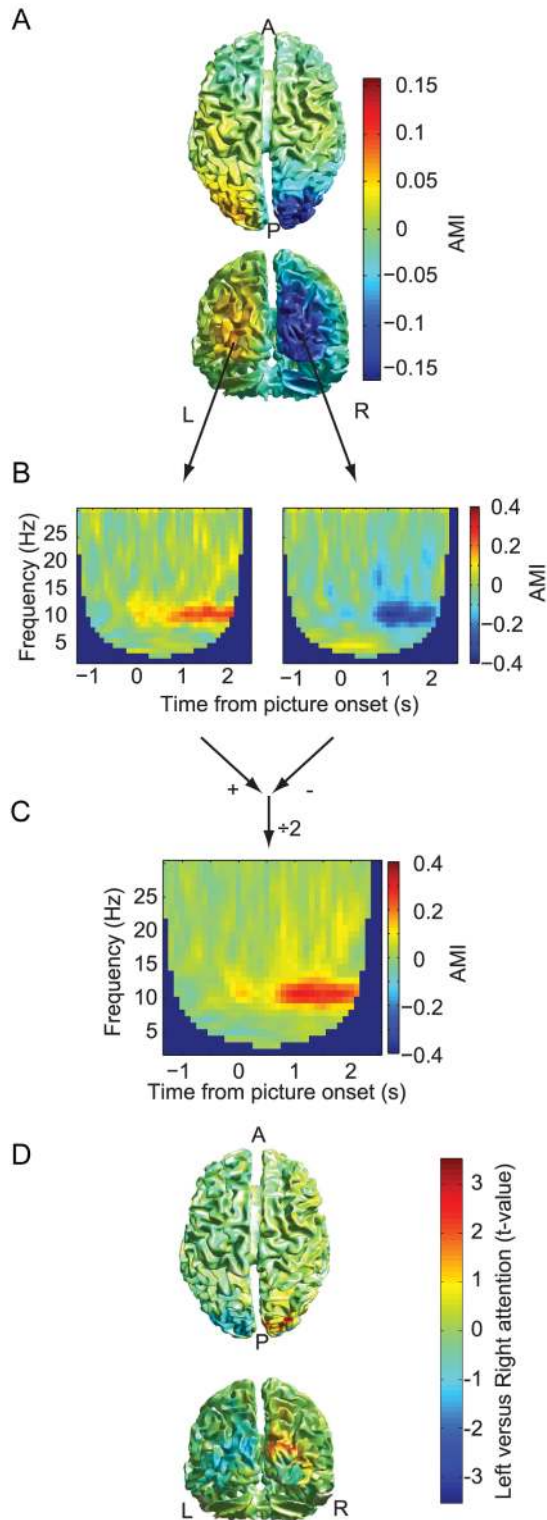 A
A
P
L
R
0.15
0.1
0.05
0
−0.05
−0.1
−0.15
AMI
B
Frequency (Hz)
25
20
15
10
5
−1 0 1 2
−1 0 1 2
Time from picture onset (s)
0.4
0.2
0
−0.2
−0.4
AMI
+ -
÷2
C
Frequency (Hz)
25
20
15
10
5
−1 0 1 2
Time from picture onset (s)
0.4
0.2
0
−0.2
−0.4
AMI
D
A
P
L
R
3
2
1
0
-1
-2
-3
Left versus Right attention (t-value)